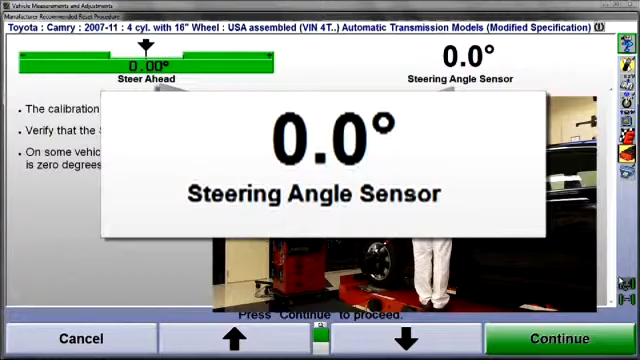 Vehicle Measurements and Adjustments
Manufacturer Recommended Reset Procedure
Toyota : Camry : 2007-11 : 4 cyl. with 16" Wheel : USA assembled (VIN 4T..) Automatic Transmission Models (Modified Specification)
0.00°
Steer Ahead
0.0°
Steering Angle Sensor
• The calibration
• Verify that the
• On some vehic
is zero degrees
0.0°
Steering Angle Sensor
Press "Continue" to proceed.
Cancel
Continue